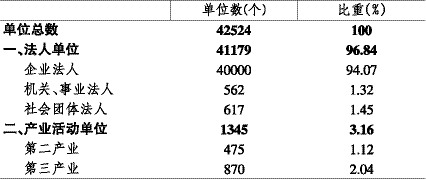 单位数(个) 比重(%)
单位总数 42524 100
一、法人单位 41179 96.84
企业法人 40000 94.07
机关、事业法人 562 1.32
社会团体法人 617 1.45
二、产业活动单位 1345 3.16
第二产业 475 1.12
第三产业 870 2.04